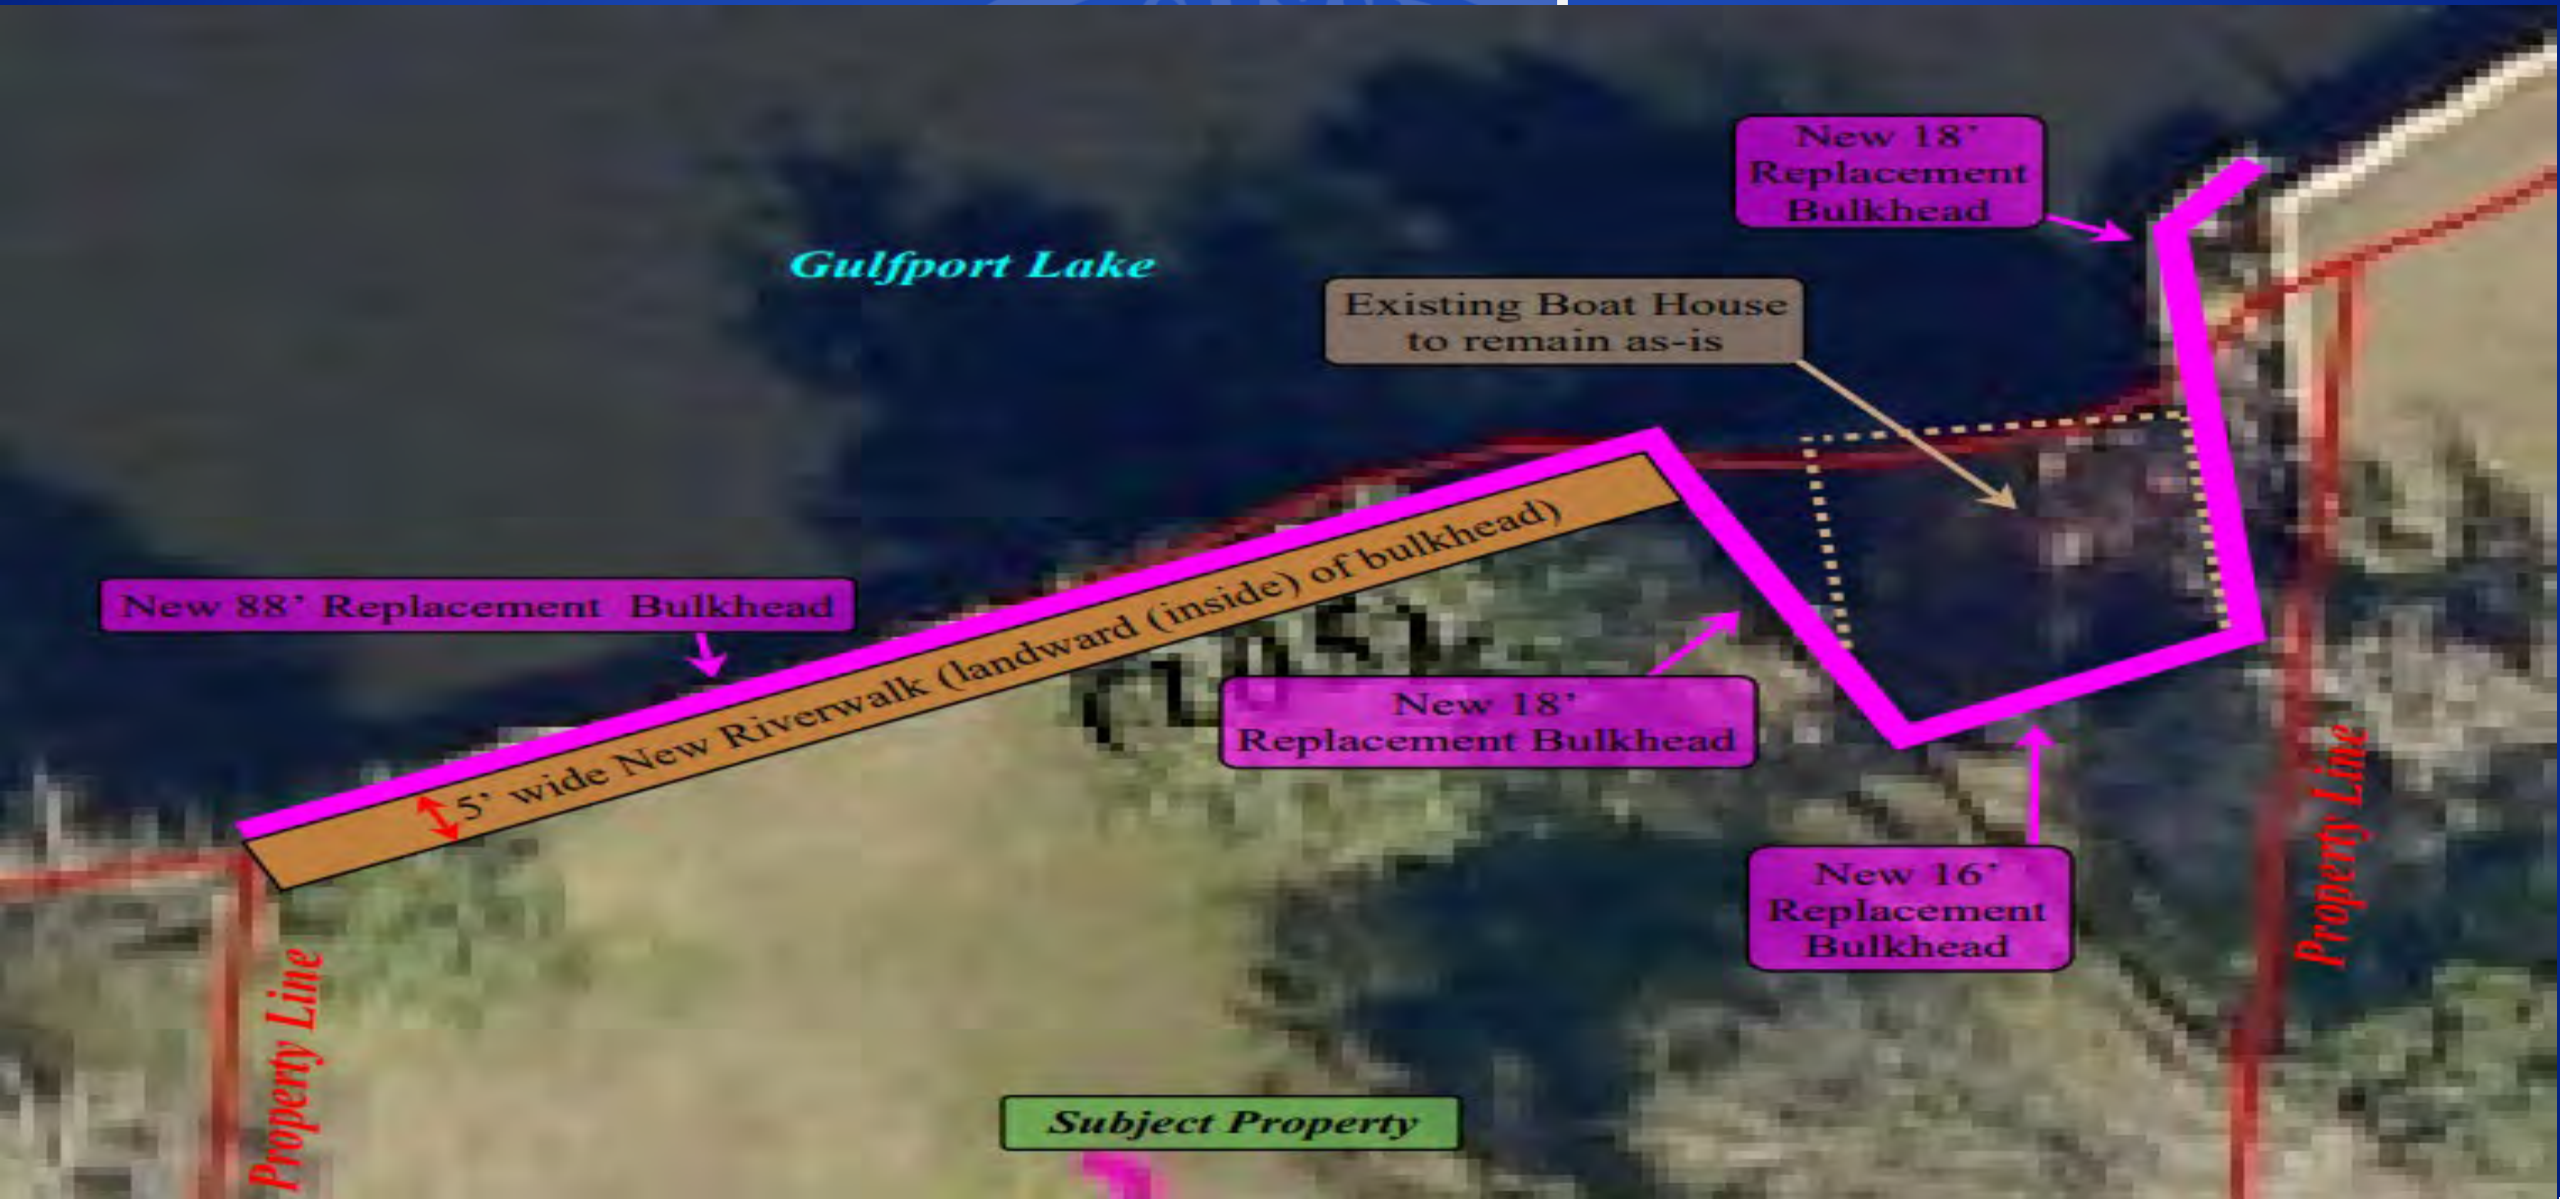 New 18'
Replacement
Bulkhead
Gulfport Lake
Existing Boat House
to remain as-is
New 88' Replacement Bulkhead
5' wide New Riverwalk (landward (inside) of bulkhead)
New 18'
Replacement Bulkhead
New 16'
Replacement
Bulkhead
Property Line
Property Line
Subject Property